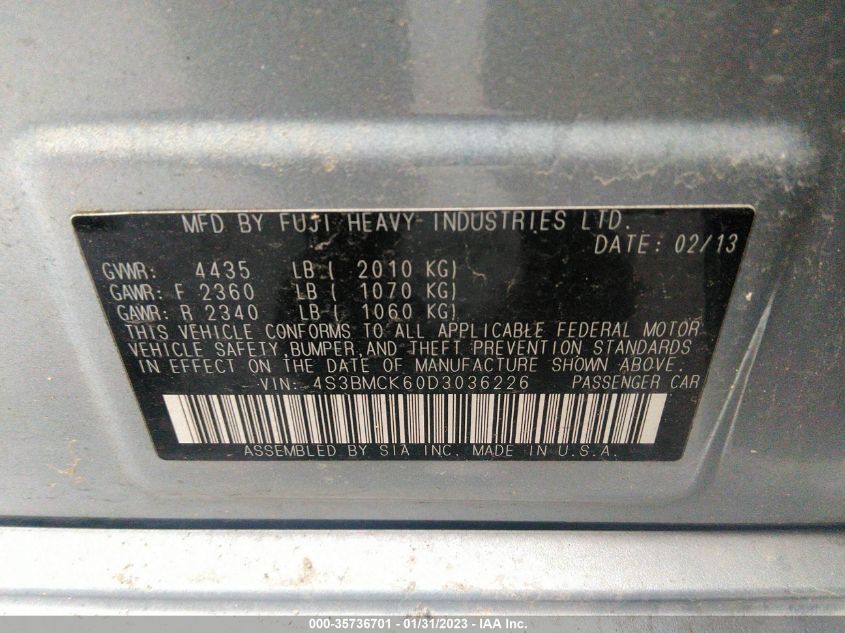 MFD BY FUJI HEAVY INDUSTRIES LTD.
DATE: 02/13
GVWR: 4435 LB ( 2010 KG)
GAWR: F 2360 LB ( 1070 KG)
GAWR: R 2340 LB ( 1060 KG)
THIS VEHICLE CONFORMS TO ALL APPLICABLE FEDERAL MOTOR
VEHICLE SAFETY,BUMPER,AND THEFT PREVENTION STANDARDS
IN EFFECT ON THE DATE OF MANUFACTURE SHOWN ABOVE.
VIN: 4S3BMCK60D3036226 PASSENGER CAR
ASSEMBLED BY SIA INC. MADE IN U.S.A.
000-35736701 - 01/31/2023 - IAA Inc.